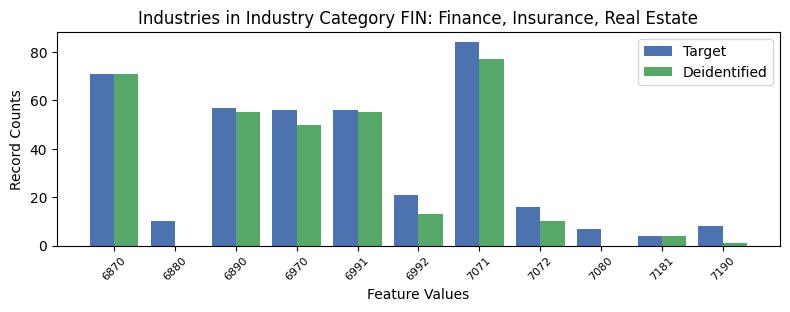 Industries in Industry Category FIN: Finance, Insurance, Real Estate
Target
Deidentified
Record Counts
80
60
40
20
0
6870 6880 6890 6970 6991 6992 7071 7072 7080 7181 7190
Feature Values